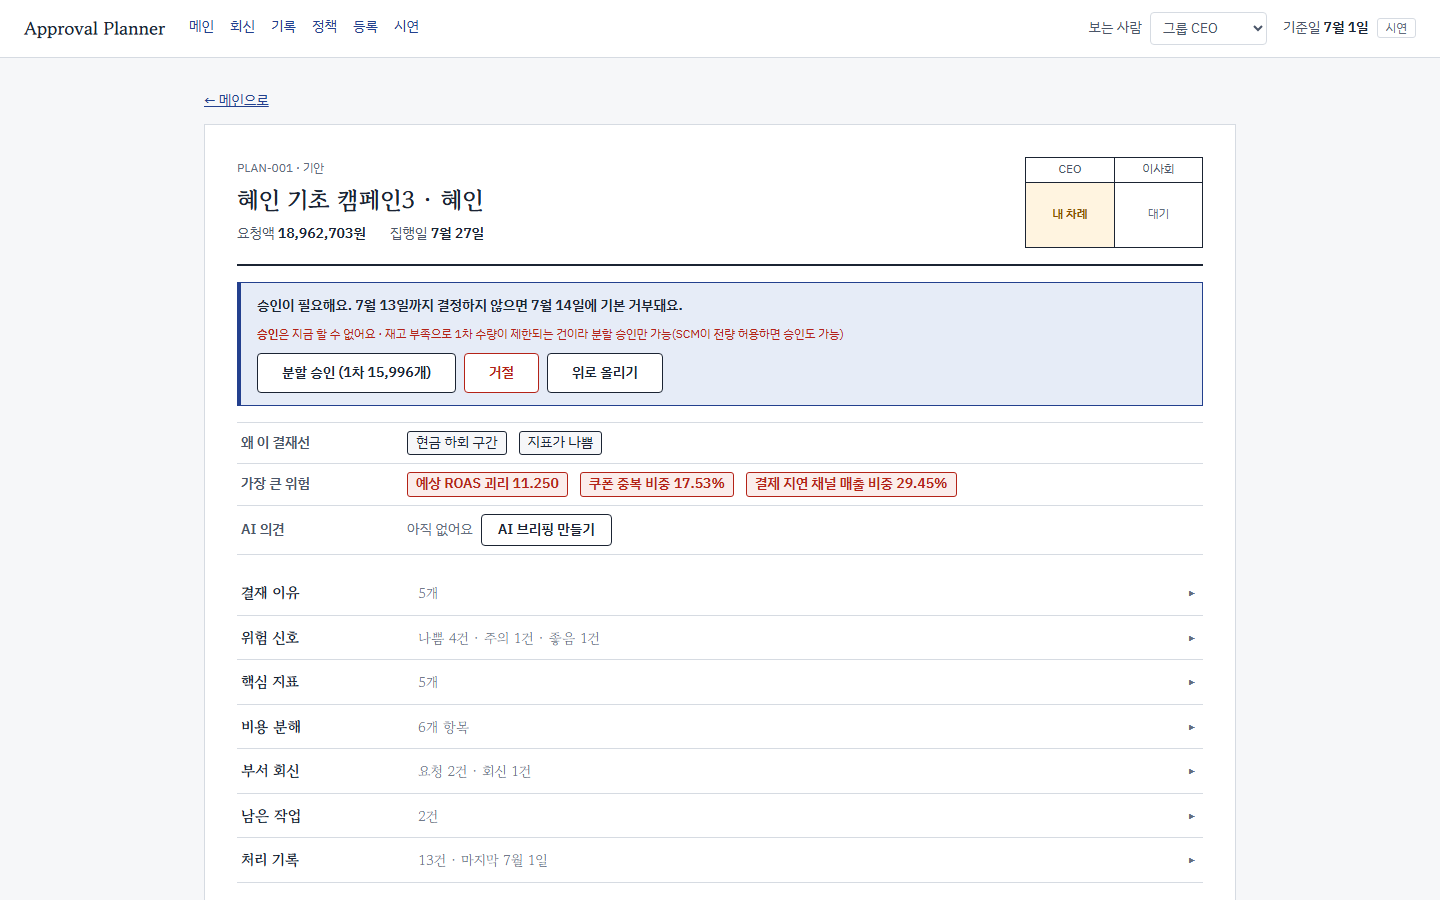 Approval Planner 메인 회신 기록 정책 등록 시연 보는 사람 그룹 CEO 기준일 7월 1일 시연
← 메인으로
PLAN-001 · 기안
혜인 기초 캠페인3 · 혜인
요청액 18,962,703원 집행일 7월 27일
CEO 이사회
내 차례 대기
승인이 필요해요. 7월 13일까지 결정하지 않으면 7월 14일에 기본 거부돼요.
승인은 지금 할 수 없어요 · 재고 부족으로 1차 수량이 제한되는 건이라 분할 승인만 가능(SCM이 전량 허용하면 승인도 가능)
분할 승인 (1차 15,996개) 거절 위로 올리기
왜 이 결재선 현금 하회 구간 지표가 나쁨
가장 큰 위험 예상 ROAS 괴리 11.250 쿠폰 중복 비중 17.53% 결제 지연 채널 매출 비중 29.45%
AI 의견 아직 없어요 AI 브리핑 만들기
결재 이유 5개
위험 신호 나쁨 4건 · 주의 1건 · 좋음 1건
핵심 지표 5개
비용 분해 6개 항목
부서 회신 요청 2건 · 회신 1건
남은 작업 2건
처리 기록 13건 · 마지막 7월 1일